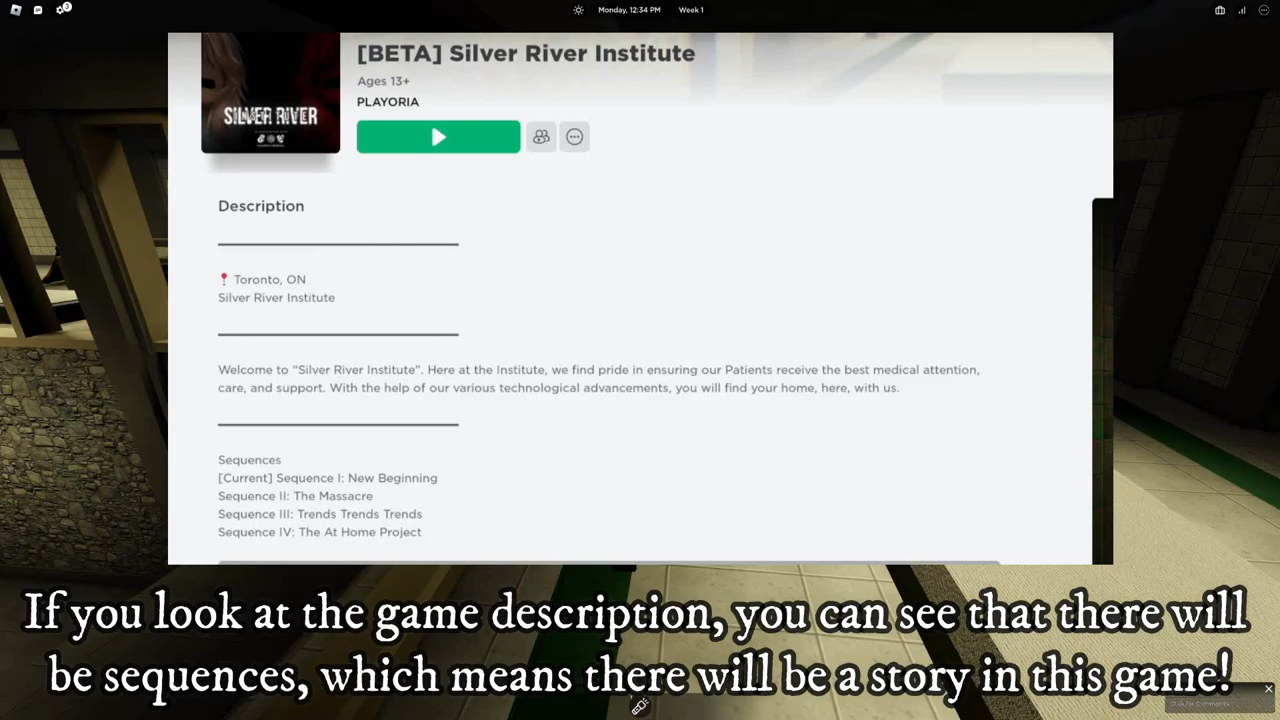 3
Monday, 12:34 PM Week 1
[BETA] Silver River Institute
Ages 13+
PLAYORIA
SILVER RIVER
Description
Toronto, ON
Silver River Institute
Welcome to "Silver River Institute". Here at the Institute, we find pride in ensuring our Patients receive the best medical attention,
care, and support. With the help of our various technological advancements, you will find your home, here, with us.
Sequences
[Current] Sequence I: New Beginning
Sequence II: The Massacre
Sequence III: Trends Trends Trends
Sequence IV: The At Home Project
If you look at the game description, you can see that there will
be sequences, which means there will be a story in this game!
Click for Comments